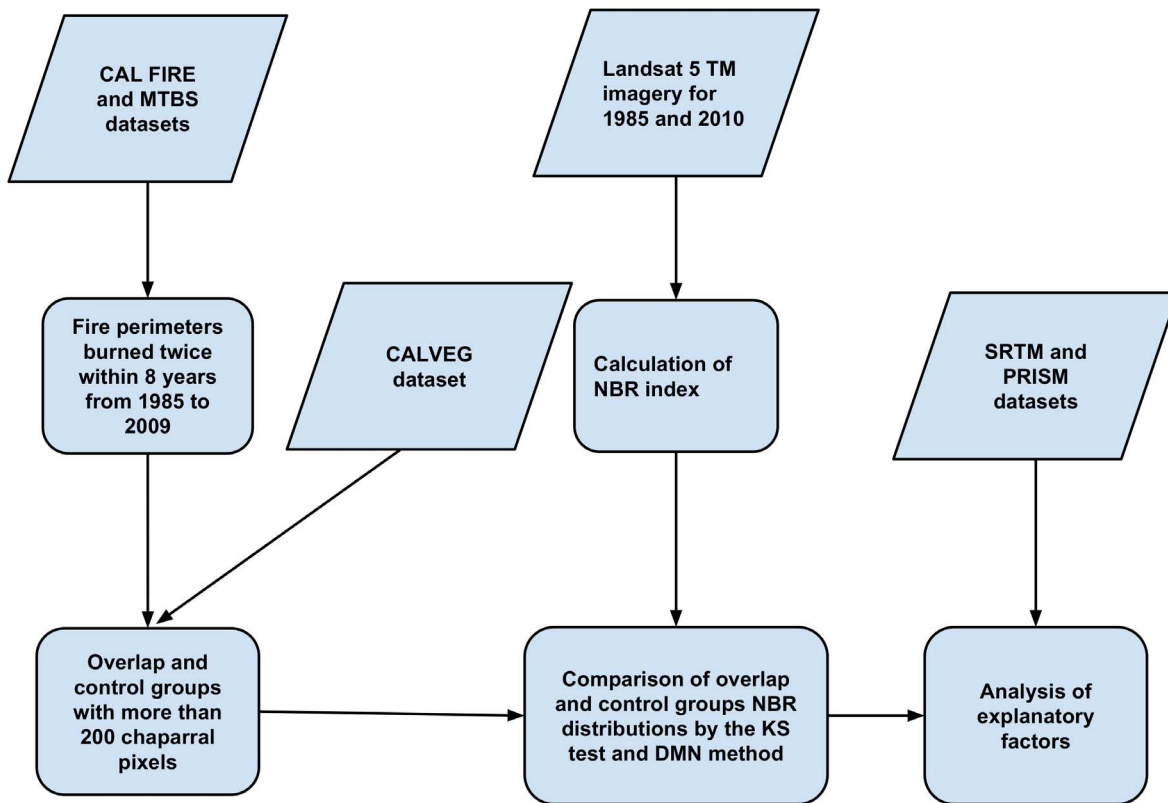 CAL FIRE
and MTBS
datasets
Landsat 5 TM
imagery for
1985 and 2010
Fire perimeters
burned twice
within 8 years
from 1985 to
2009
CALVEG
dataset
Calculation of
NBR index
SRTM and
PRISM
datasets
Overlap and
control groups
with more than
200 chaparral
pixels
Comparison of overlap
and control groups NBR
distributions by the KS
test and DMN method
Analysis of
explanatory
factors